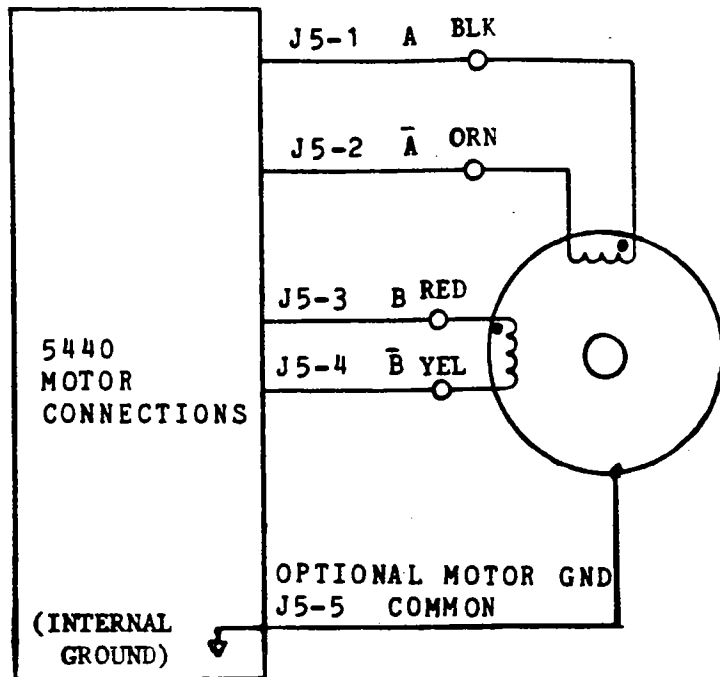 J5-1 A BLK
J5-2 A̅ ORN
J5-3 B RED
J5-4 B̅ YEL
5440
MOTOR
CONNECTIONS
OPTIONAL MOTOR GND
J5-5 COMMON
(INTERNAL
GROUND)